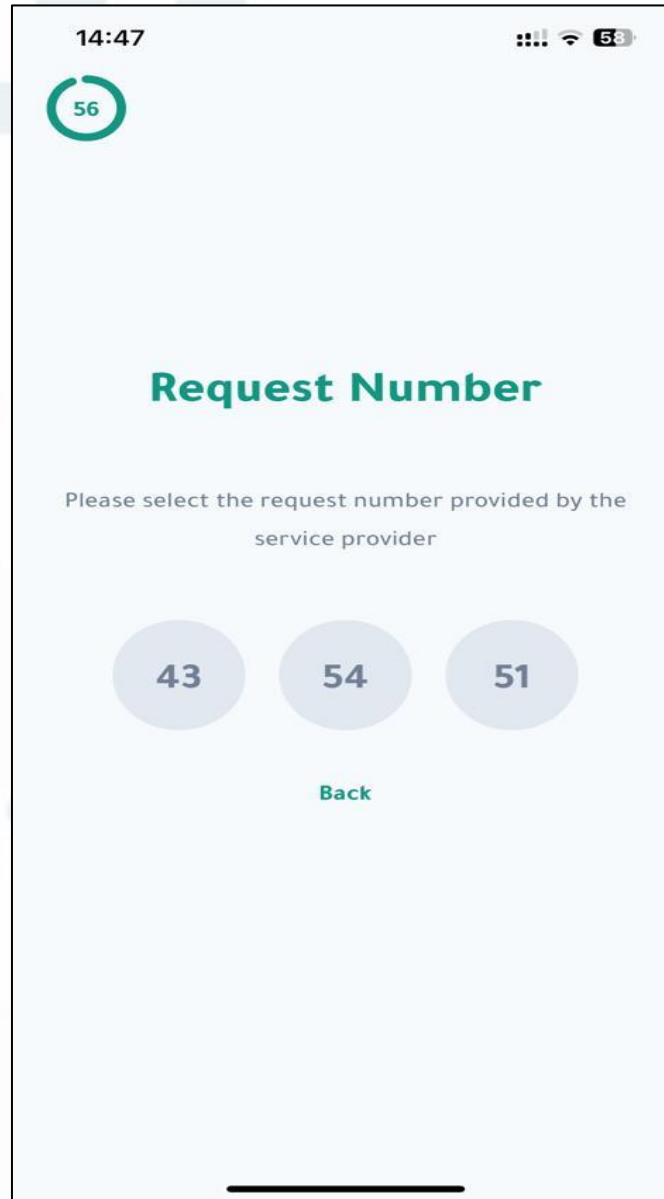 14:47
58
56
Request Number
Please select the request number provided by the
service provider
43 54 51
Back